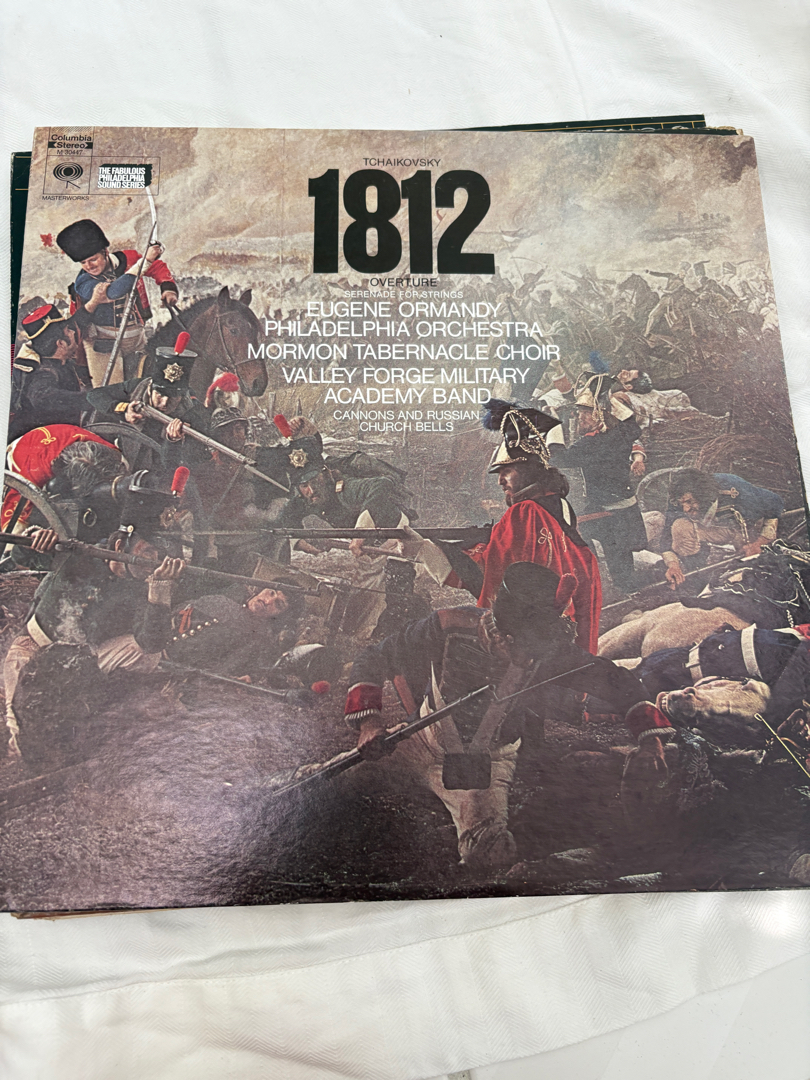 Columbia
Stereo
M 30447
THE FABULOUS
PHILADELPHIA
SOUND SERIES
MASTERWORKS
TCHAIKOVSKY
1812
OVERTURE
SERENADE FOR STRINGS
EUGENE ORMANDY
PHILADELPHIA ORCHESTRA
MORMON TABERNACLE CHOIR
VALLEY FORGE MILITARY
ACADEMY BAND
CANNONS AND RUSSIAN
CHURCH BELLS